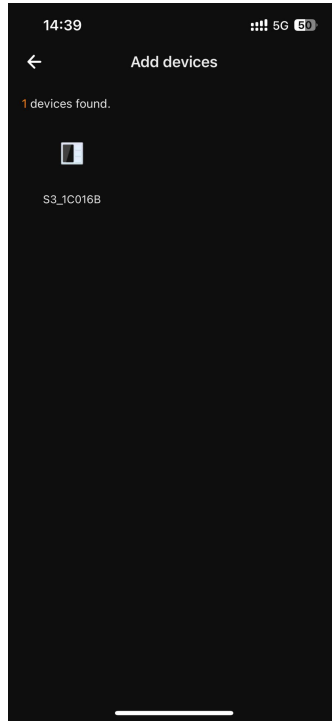 14:39
5G 50
Add devices
1 devices found.
S3_1C016B